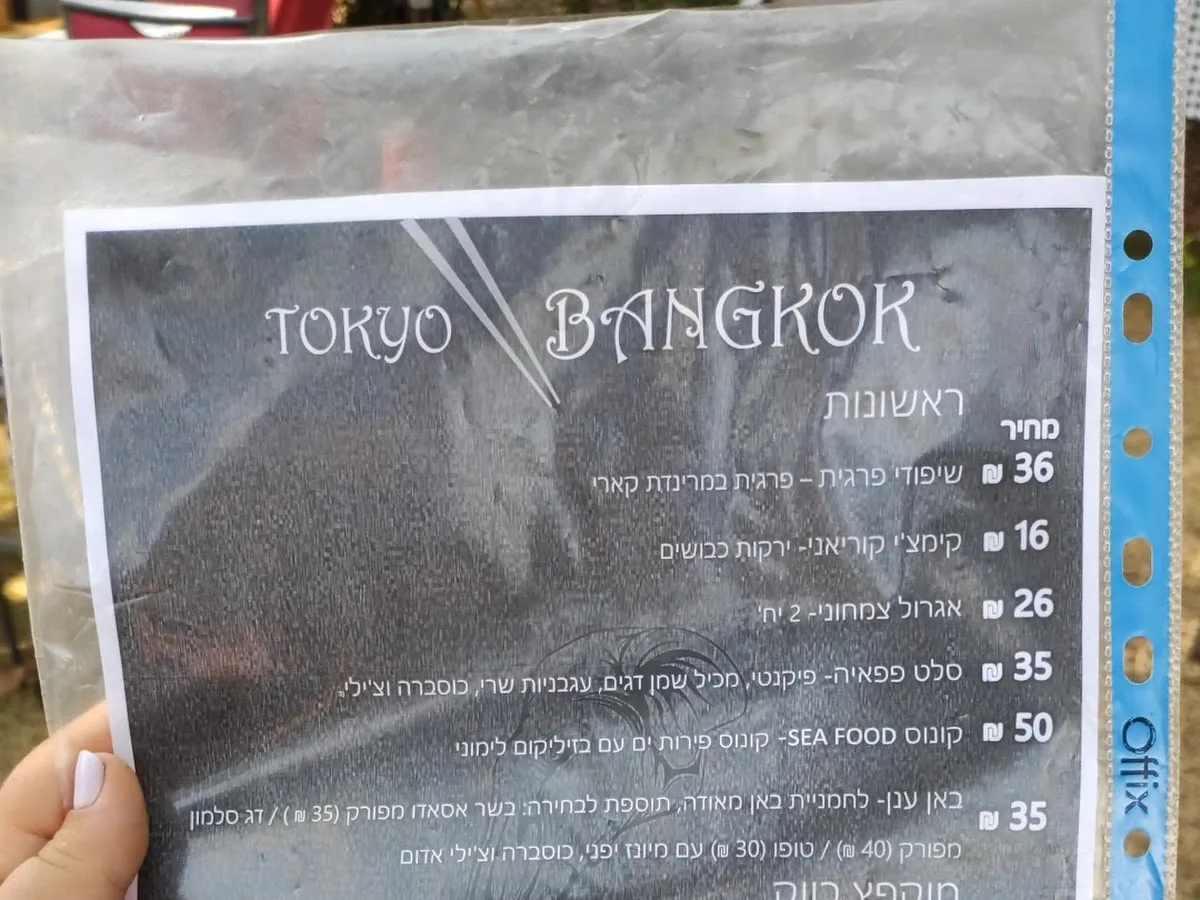 TOKYO BANGKOK
ראשונות
מחיר
36 ₪ שיפודי פרגית – פרגית במרינדת קארי
16 ₪ קימצ'י קוריאני- ירקות כבושים
26 ₪ אגרול צמחוני- 2 יח'
35 ₪ סלט פפאיה- פיקנטי, מכיל שמן דגים, עגבניות שרי, כוסברה וצ'ילי.
50 ₪ קונוס SEA FOOD- קונוס פירות ים עם בזיליקום לימוני
35 ₪ באן ענן- לחמניית באן מאודה, תוספת לבחירה: בשר אסאדו מפורק (35 ₪) / דג סלמון
מפורק (40 ₪) / טופו (30 ₪) עם מיונז יפני, כוסברה וצ'ילי אדום
מוקפץ בווק
Offix